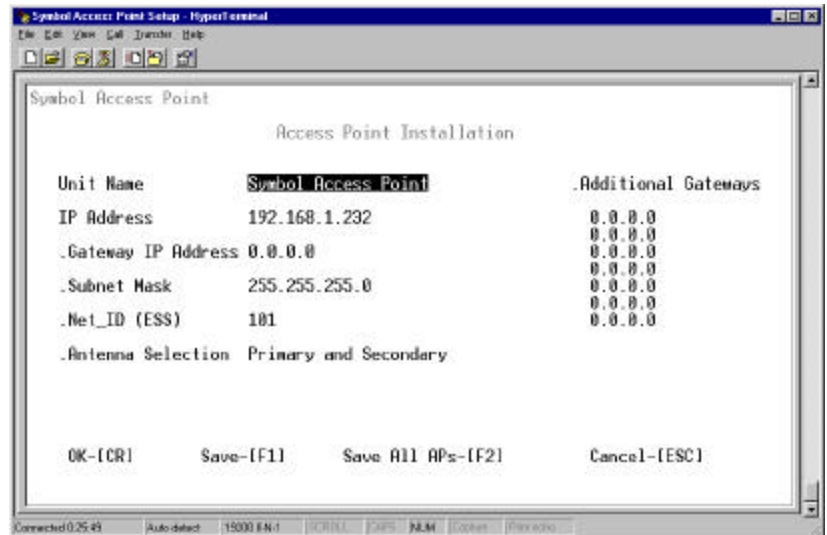 Symbol Access Point Setup - HyperTerminal
File Edit View Call Transfer Help
Symbol Access Point
Access Point Installation
Unit Name Symbol Access Point .Additional Gateways
IP Address 192.168.1.232 0.0.0.0
0.0.0.0
.Gateway IP Address 0.0.0.0 0.0.0.0
0.0.0.0
.Subnet Mask 255.255.255.0 0.0.0.0
0.0.0.0
.Net_ID (ESS) 101 0.0.0.0
.Antenna Selection Primary and Secondary
OK-[CR] Save-[F1] Save All APs-[F2] Cancel-[ESC]
Connected 0:25:49 Auto detect 19200 8-N-1 SCROLL CAPS NUM Capture Print echo